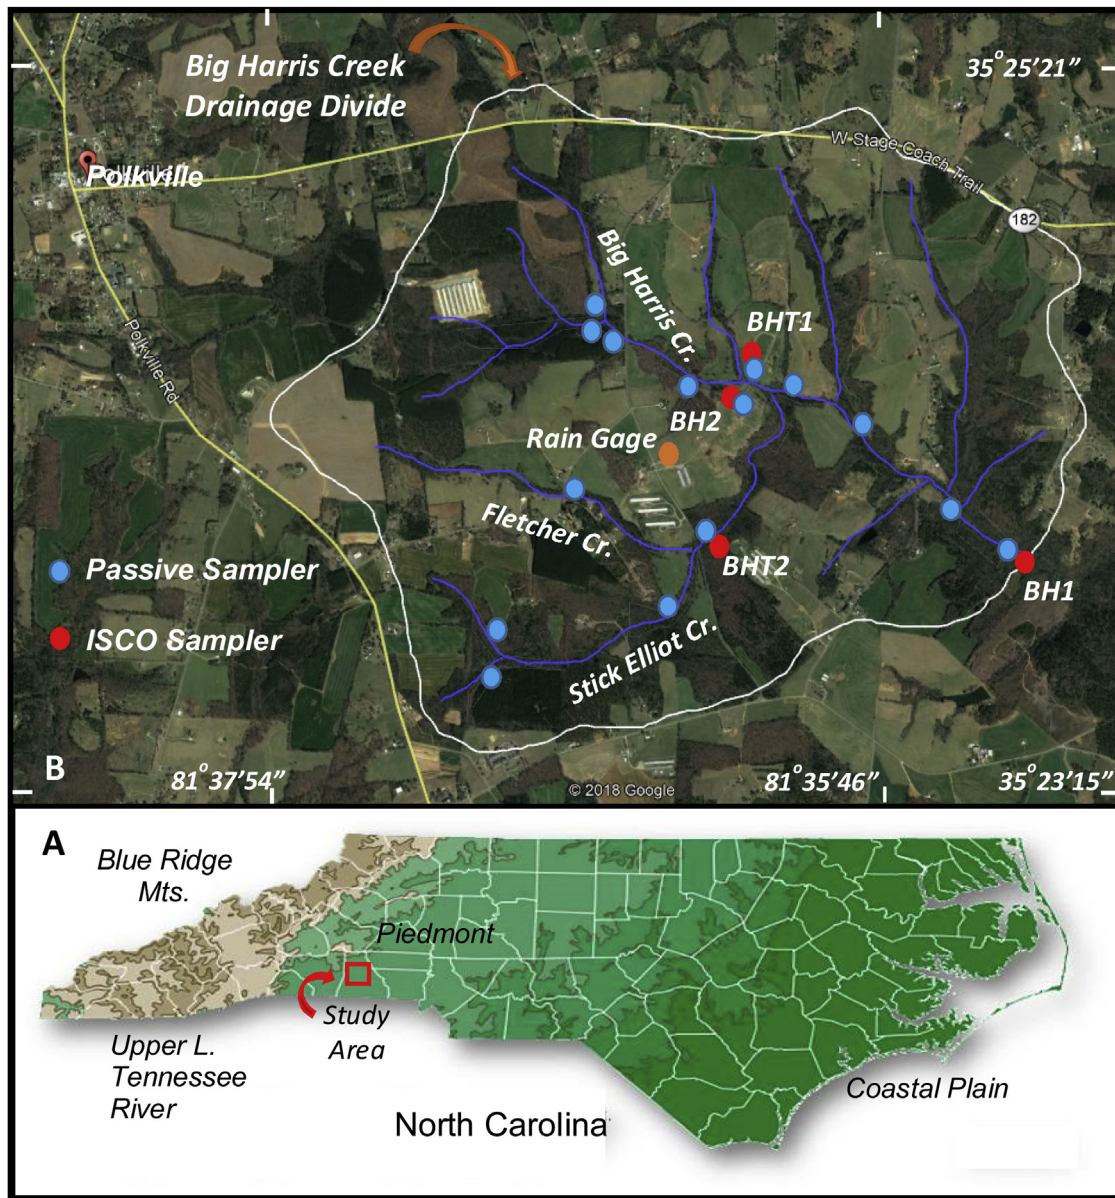 Big Harris Creek
Drainage Divide
35°25'21"
W Stage Coach Trail
Polkville
182
Big Harris Cr.
BHT1
Polkville Rd
BH2
Rain Gage
Fletcher Cr.
BHT2
Passive Sampler
BH1
ISCO Sampler
Stick Elliot Cr.
B
81°37'54"
81°35'46"
35°23'15"
© 2018 Google
A
Blue Ridge
Mts.
Piedmont
Study
Area
Upper L.
Tennessee
River
Coastal Plain
North Carolina